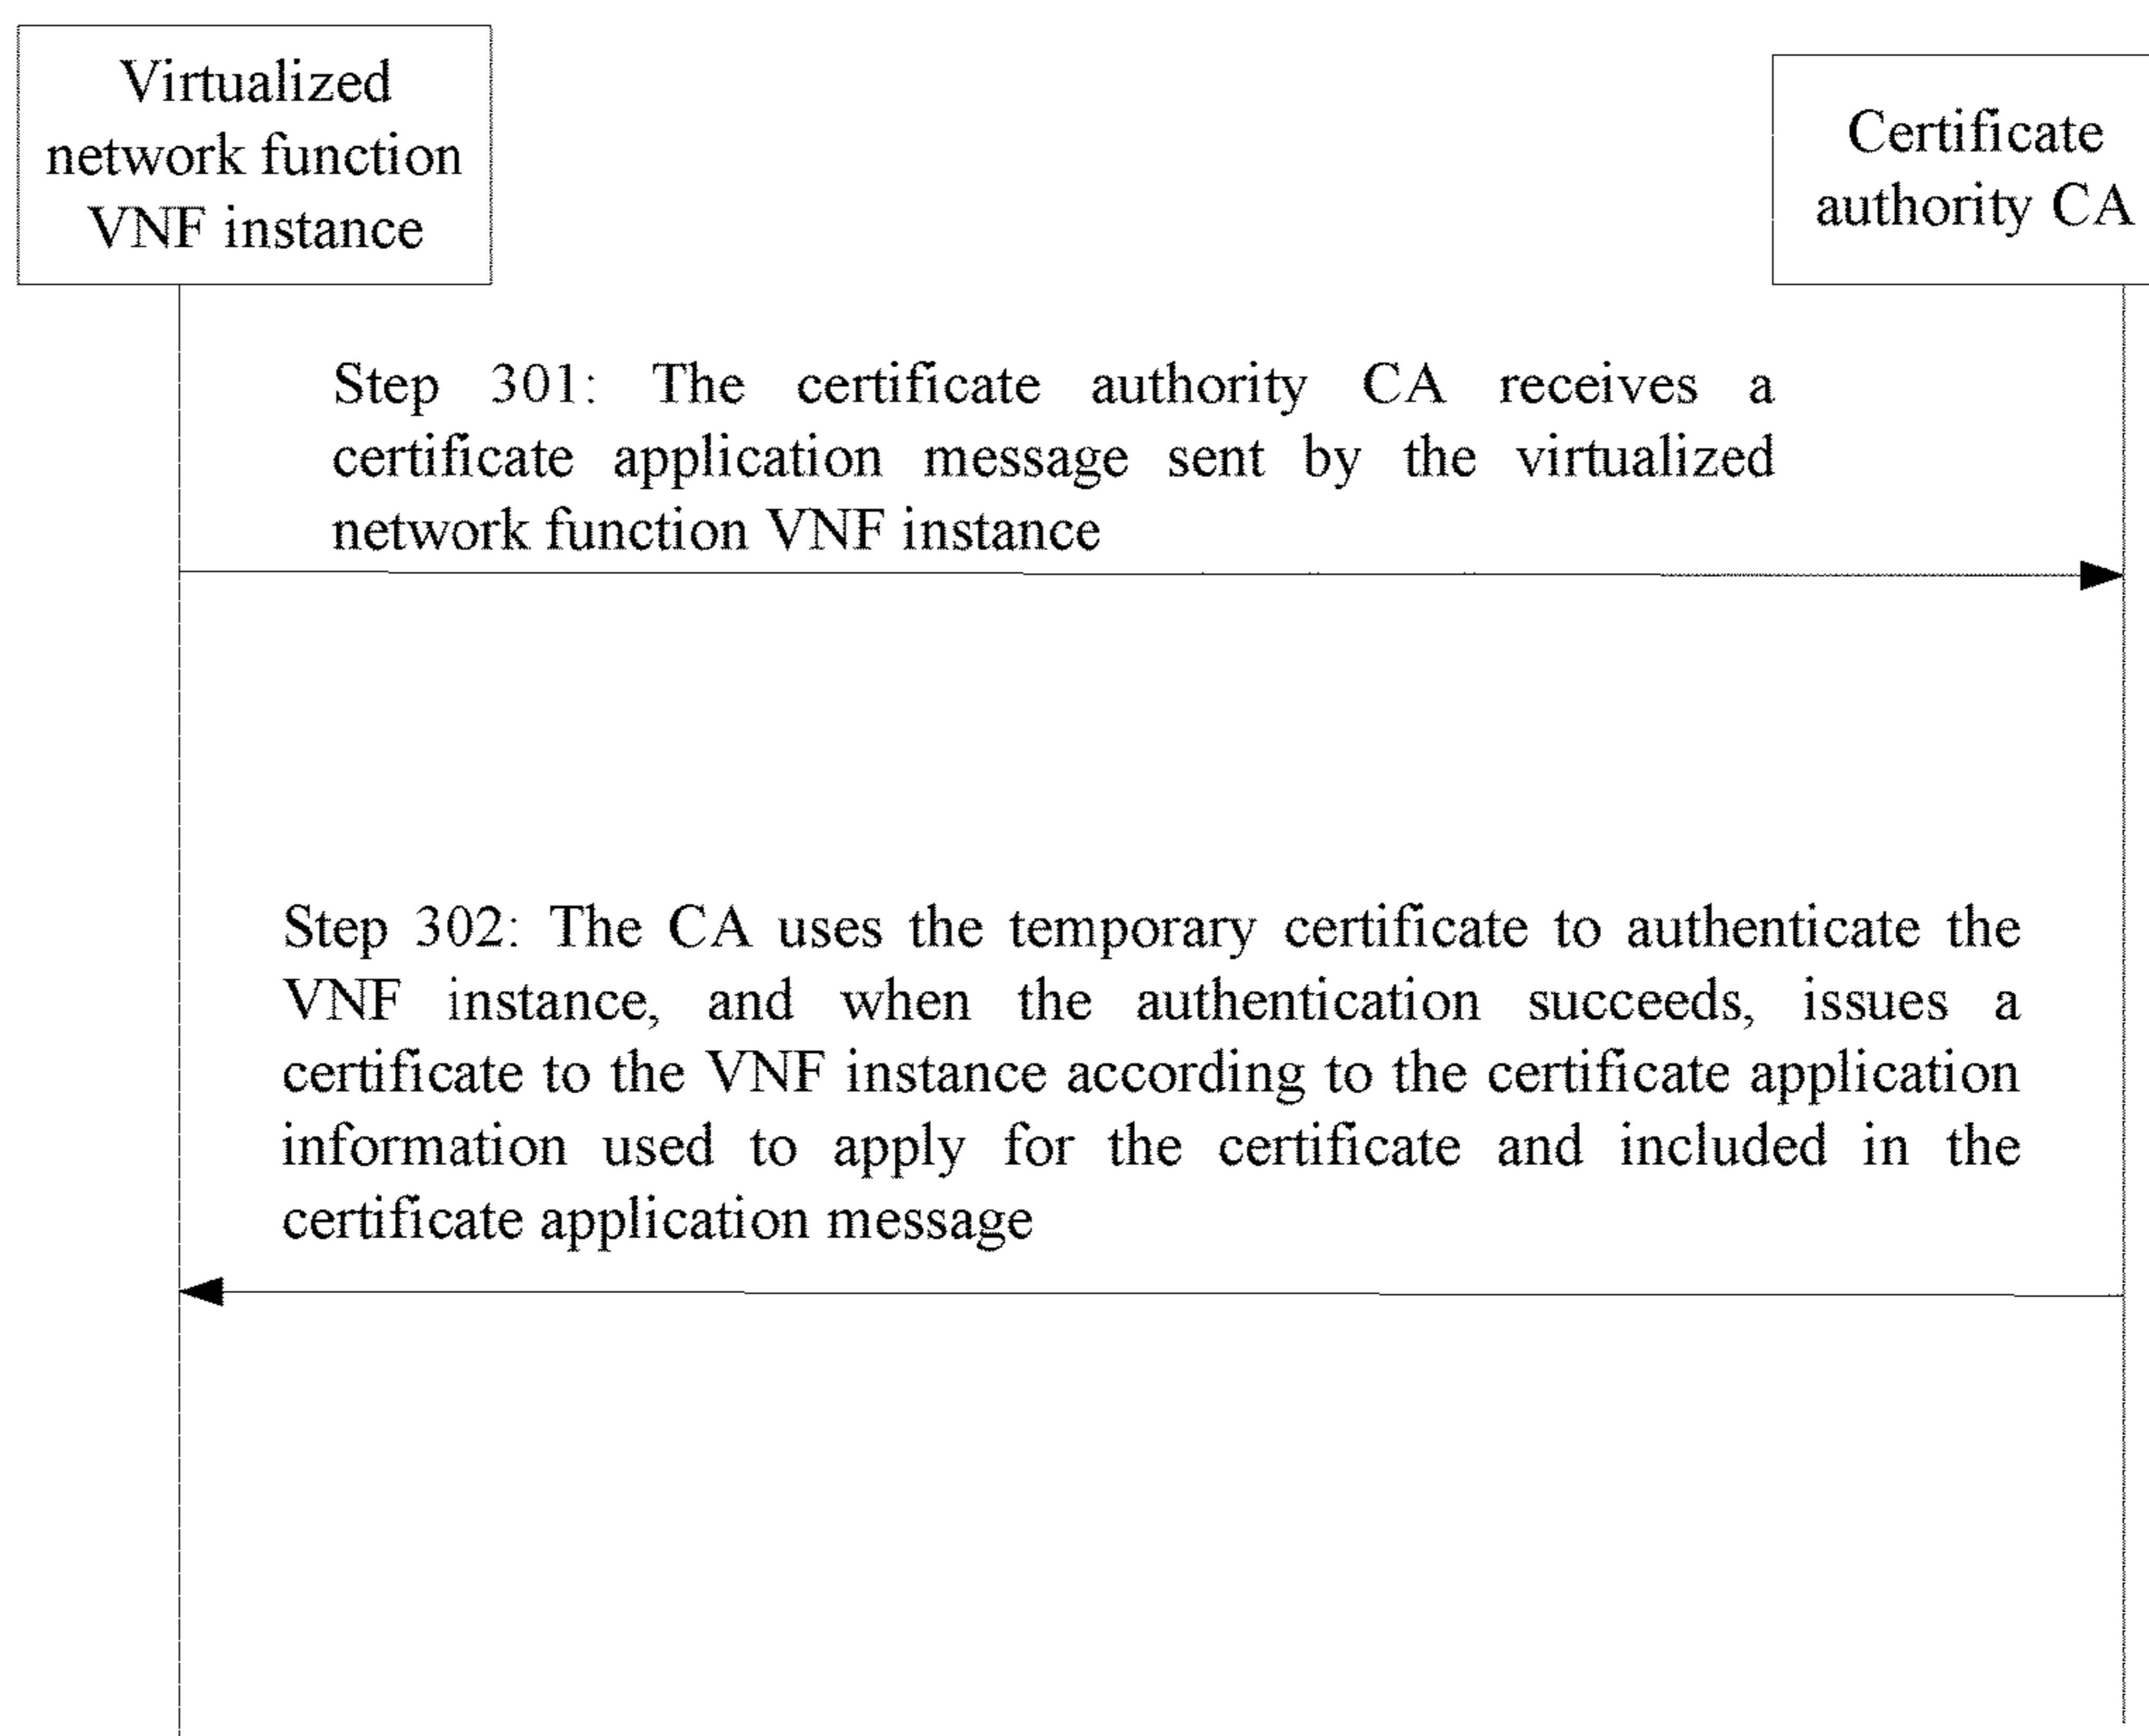 Virtualized
network function
VNF instance
Certificate
authority CA
Step 301: The certificate authority CA receives a
certificate application message sent by the virtualized
network function VNF instance
Step 302: The CA uses the temporary certificate to authenticate the
VNF instance, and when the authentication succeeds, issues a
certificate to the VNF instance according to the certificate application
information used to apply for the certificate and included in the
certificate application message